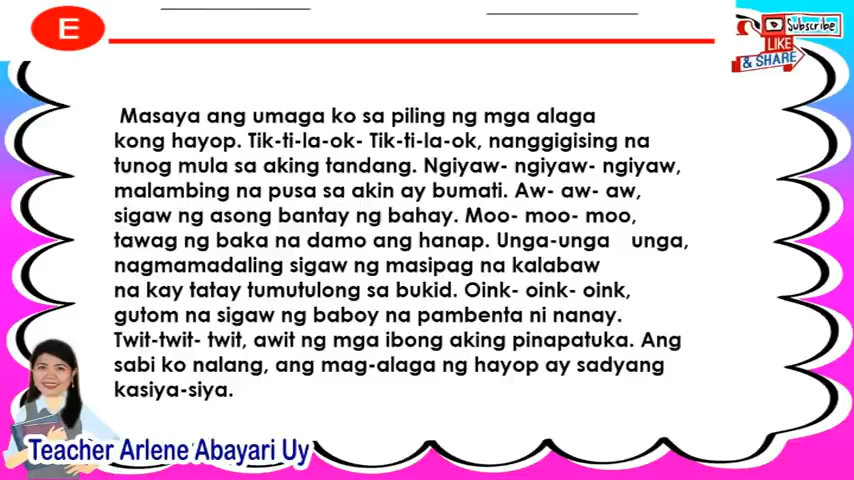 E
Subscribe
LIKE
& SHARE
Masaya ang umaga ko sa piling ng mga alaga
kong hayop. Tik-ti-la-ok- Tik-ti-la-ok, nanggigising na
tunog mula sa aking tandang. Ngiyaw- ngiyaw- ngiyaw,
malambing na pusa sa akin ay bumati. Aw- aw- aw,
sigaw ng asong bantay ng bahay. Moo- moo- moo,
tawag ng baka na damo ang hanap. Unga-unga unga,
nagmamadaling sigaw ng masipag na kalabaw
na kay tatay tumutulong sa bukid. Oink- oink- oink,
gutom na sigaw ng baboy na pambenta ni nanay.
Twit-twit- twit, awit ng mga ibong aking pinapatuka. Ang
sabi ko nalang, ang mag-alaga ng hayop ay sadyang
kasiya-siya.
Teacher Arlene Abayari Uy